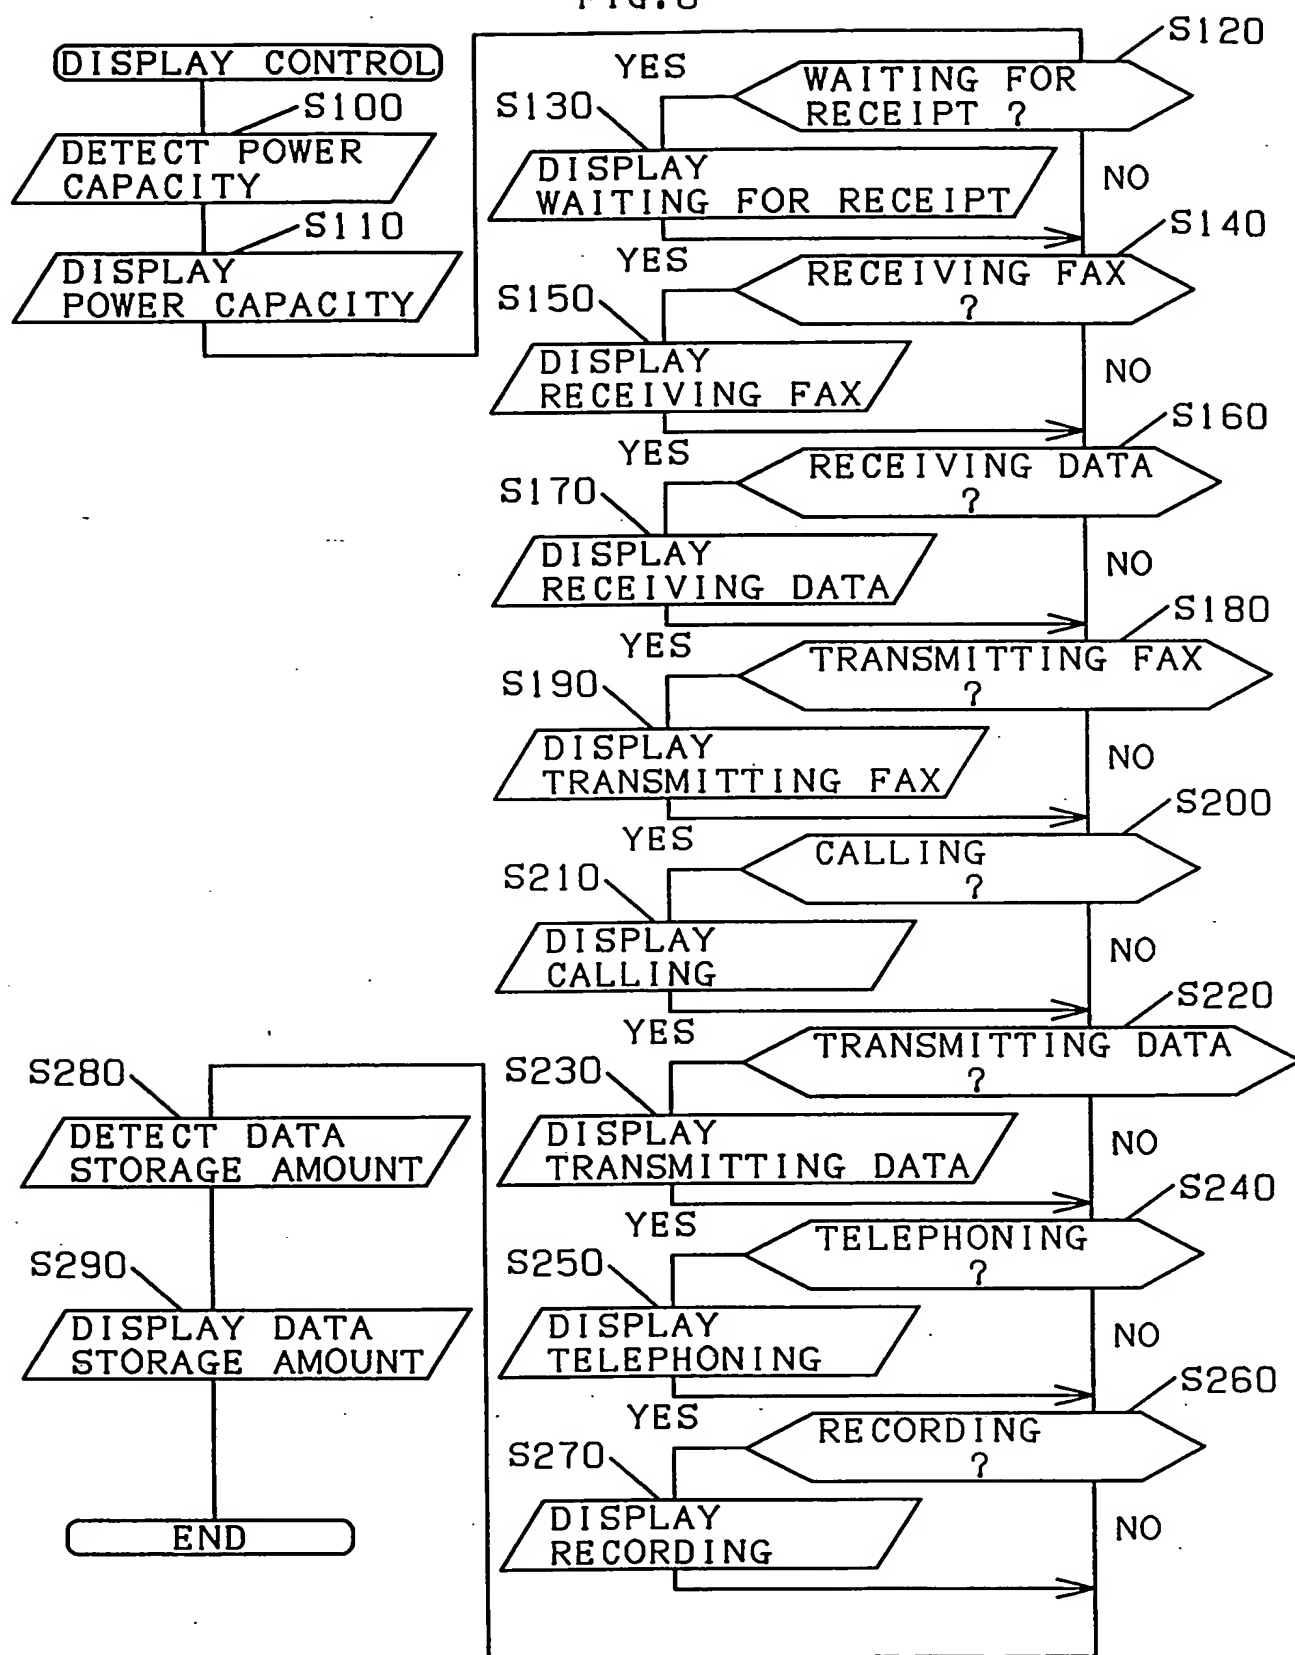 DISPLAY CONTROL
S100
DETECT POWER
CAPACITY
S110
DISPLAY
POWER CAPACITY
S120
WAITING FOR
RECEIPT ?
YES
NO
S130
DISPLAY
WAITING FOR RECEIPT
S140
RECEIVING FAX
?
YES
NO
S150
DISPLAY
RECEIVING FAX
S160
RECEIVING DATA
?
YES
NO
S170
DISPLAY
RECEIVING DATA
S180
TRANSMITTING FAX
?
YES
NO
S190
DISPLAY
TRANSMITTING FAX
S200
CALLING
?
YES
NO
S210
DISPLAY
CALLING
S220
TRANSMITTING DATA
?
YES
NO
S230
DISPLAY
TRANSMITTING DATA
S240
TELEPHONING
?
YES
NO
S250
DISPLAY
TELEPHONING
S260
RECORDING
?
YES
NO
S270
DISPLAY
RECORDING
S280
DETECT DATA
STORAGE AMOUNT
S290
DISPLAY DATA
STORAGE AMOUNT
END